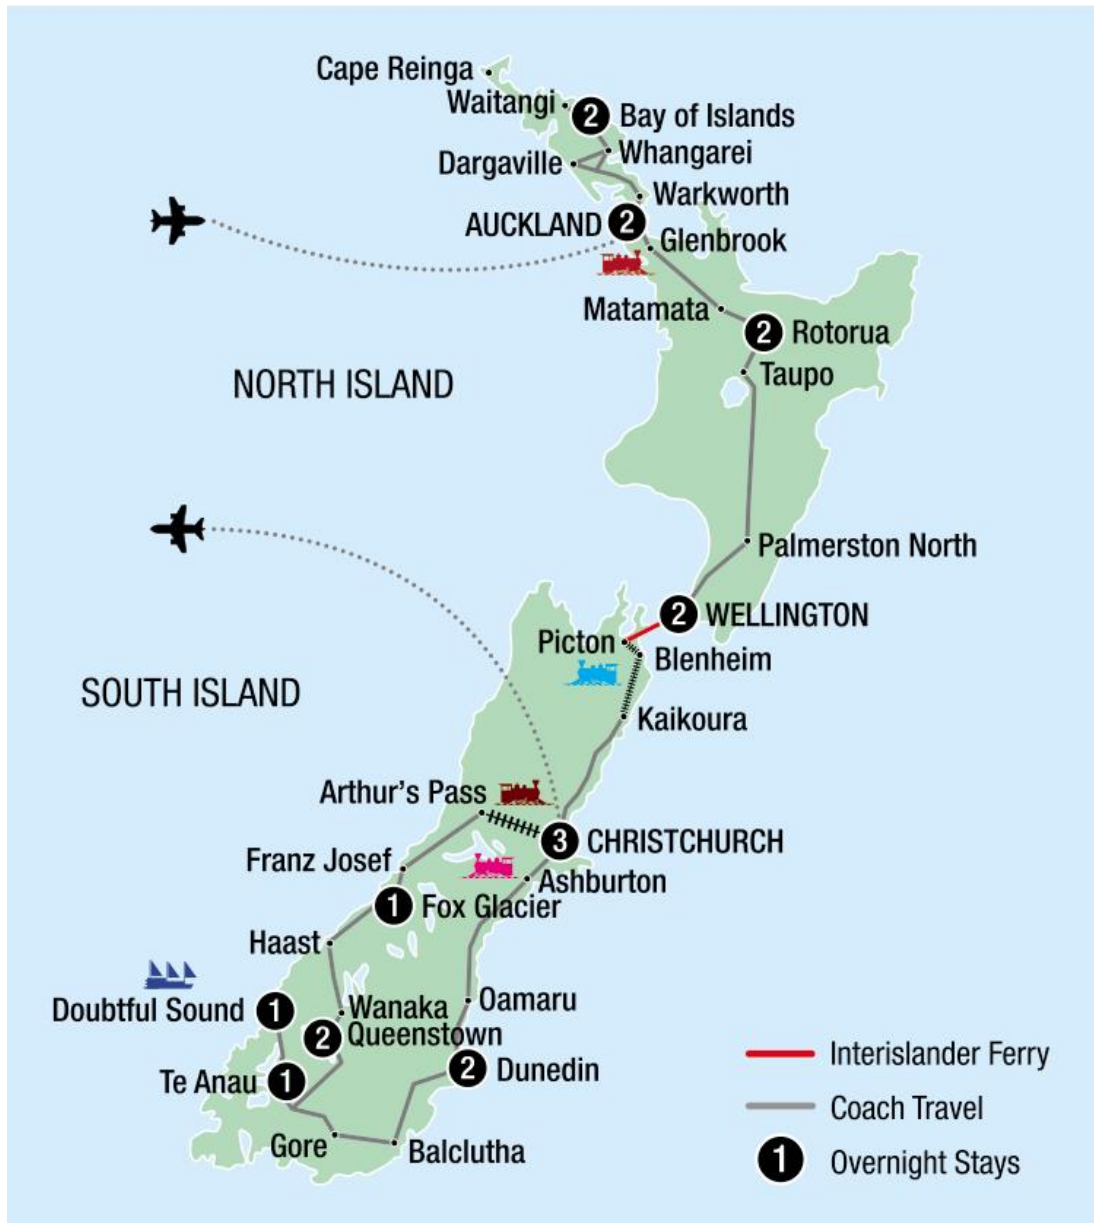 Cape Reinga
Waitangi
2 Bay of Islands
Whangarei
Dargaville
Warkworth
AUCKLAND 2
Glenbrook
Matamata
2 Rotorua
Taupo
NORTH ISLAND
Palmerston North
2 WELLINGTON
Picton
Blenheim
SOUTH ISLAND
Kaikoura
Arthur's Pass
3 CHRISTCHURCH
Franz Josef
Ashburton
1 Fox Glacier
Haast
Doubtful Sound 1
Wanaka
Oamaru
2 Queenstown
Te Anau 1
2 Dunedin
Gore
Balclutha
Interislander Ferry
Coach Travel
1 Overnight Stays